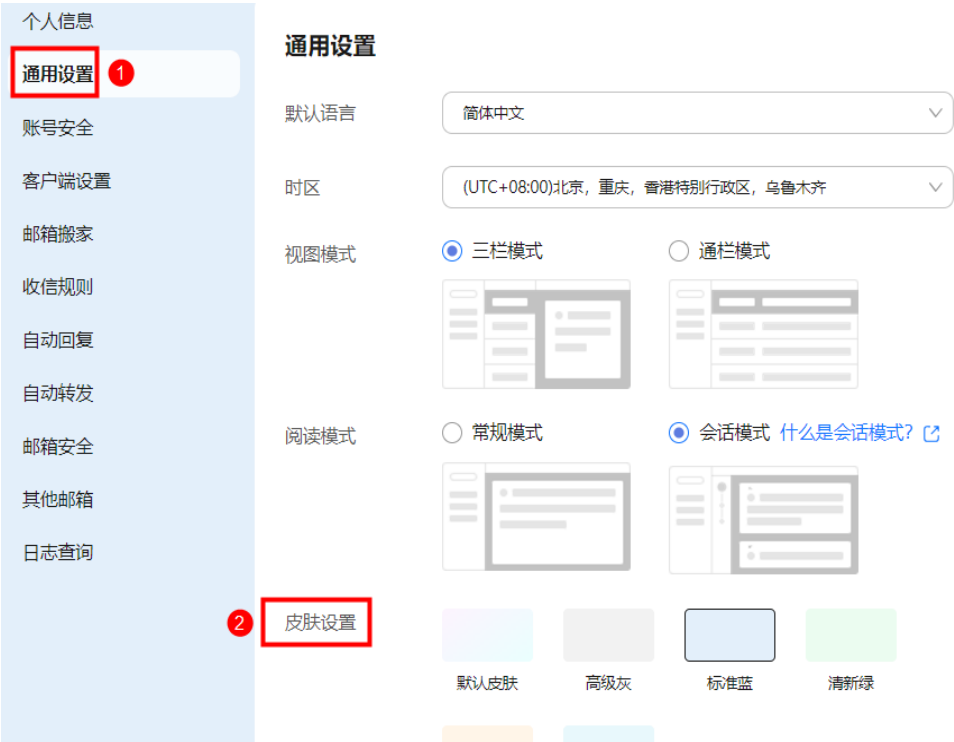 个人信息
通用设置
1
账号安全
客户端设置
邮箱搬家
收信规则
自动回复
自动转发
邮箱安全
其他邮箱
日志查询
通用设置
默认语言
简体中文
时区
(UTC+08:00)北京，重庆，香港特别行政区，乌鲁木齐
视图模式
三栏模式
通栏模式
阅读模式
常规模式
会话模式 什么是会话模式?
2
皮肤设置
默认皮肤
高级灰
标准蓝
清新绿